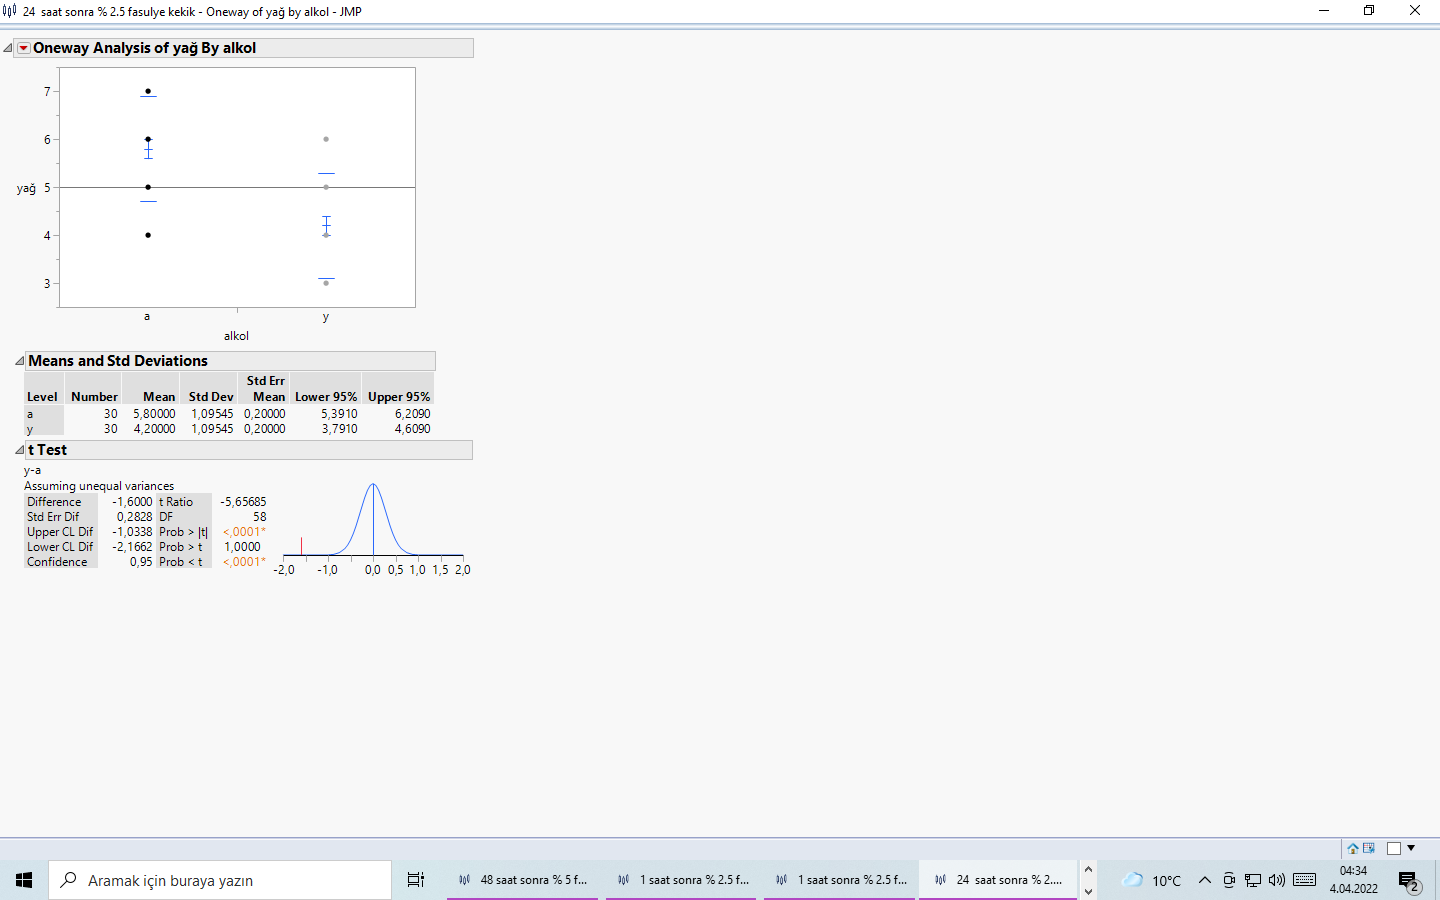 24 saat sonra % 2.5 fasulye kekik - Oneway of yağ by alkol - JMP
Oneway Analysis of yağ By alkol
7
6
yağ 5
4
3
a y
alkol
Means and Std Deviations
Level Number Mean Std Dev Std Err Mean Lower 95% Upper 95%
a 30 5,80000 1,09545 0,20000 5,3910 6,2090
y 30 4,20000 1,09545 0,20000 3,7910 4,6090
t Test
y-a
Assuming unequal variances
Difference -1,6000 t Ratio -5,65685
Std Err Dif 0,2828 DF 58
Upper CL Dif -1,0338 Prob > |t| <,0001*
Lower CL Dif -2,1662 Prob > t 1,0000
Confidence 0,95 Prob < t <,0001*
-2,0 -1,0 0,0 0,5 1,0 1,5 2,0
Aramak için buraya yazın
48 saat sonra % 5 f...
1 saat sonra % 2.5 f...
1 saat sonra % 2.5 f...
24 saat sonra % 2....
10°C
04:34
4.04.2022
2